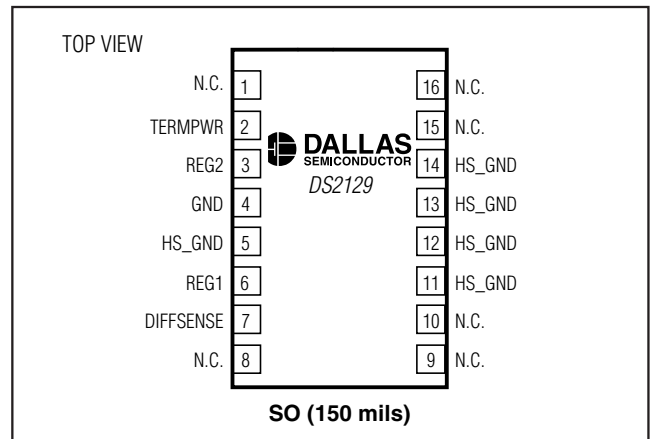 TOP VIEW
N.C. 1
TERMPWR 2
REG2 3
GND 4
HS_GND 5
REG1 6
DIFFSENSE 7
N.C. 8
DALLAS
SEMICONDUCTOR
DS2129
16 N.C.
15 N.C.
14 HS_GND
13 HS_GND
12 HS_GND
11 HS_GND
10 N.C.
9 N.C.
SO (150 mils)